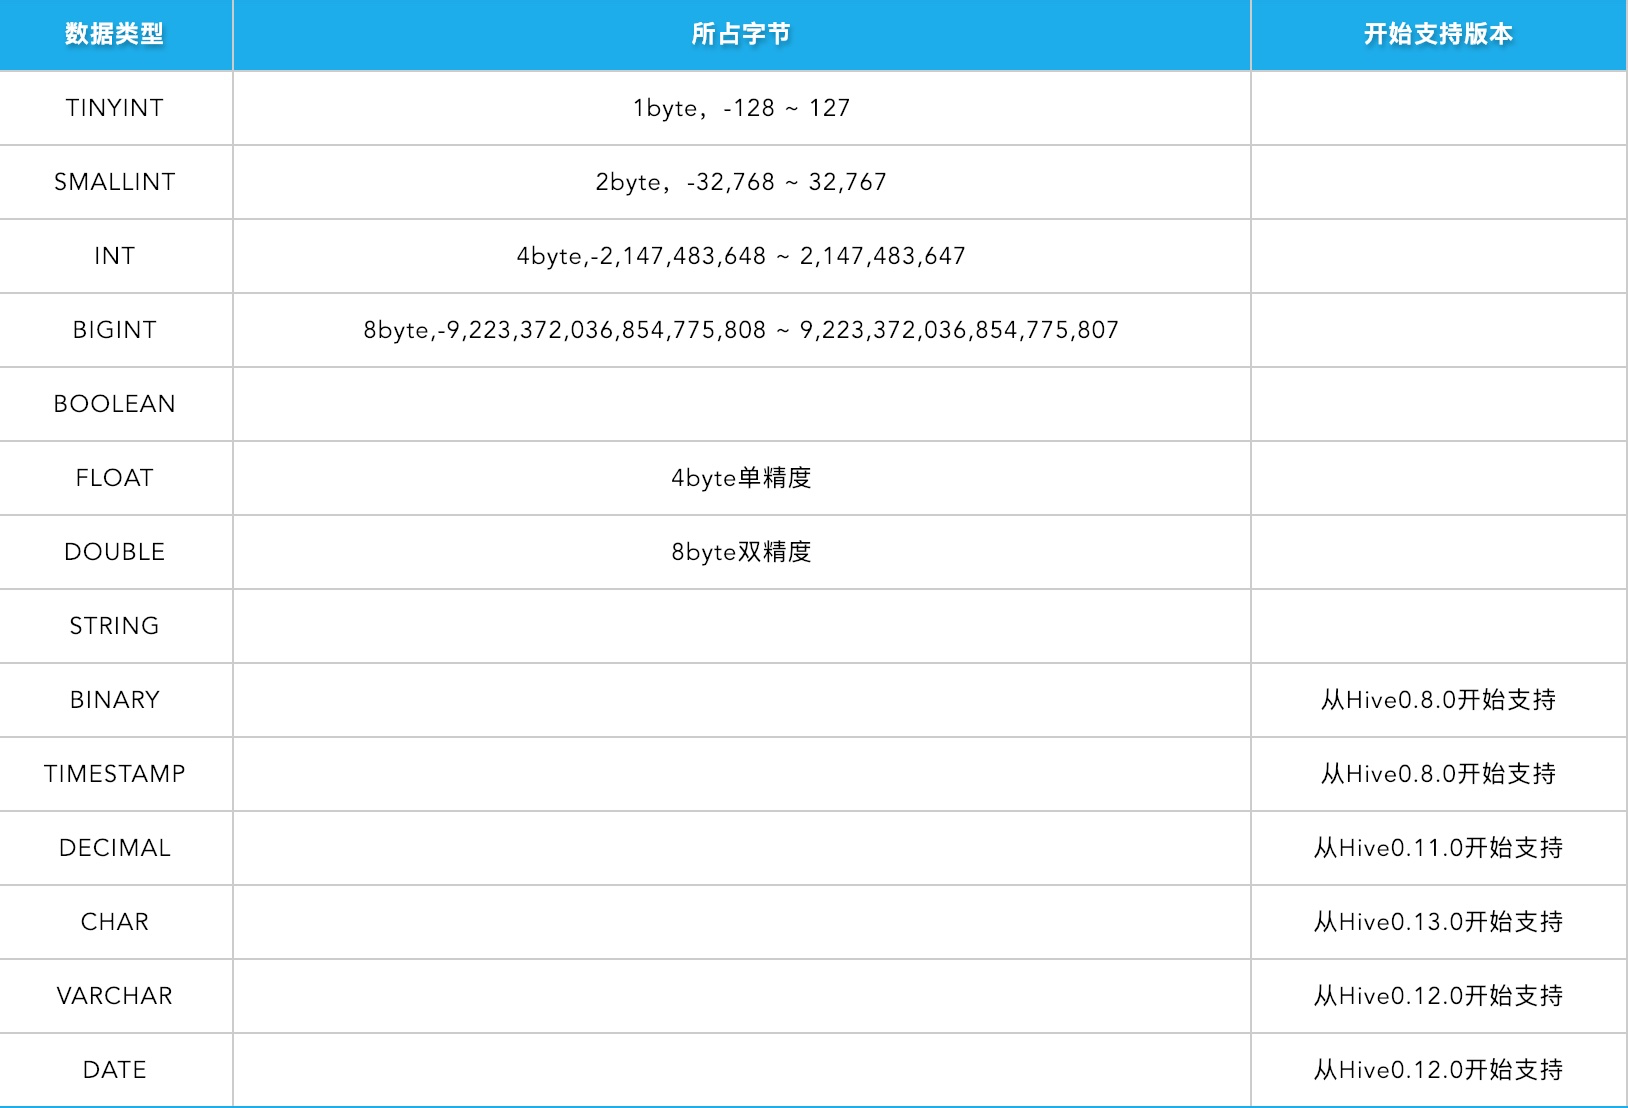 数据类型 所占字节 开始支持版本
TINYINT 1byte，-128 ~ 127
SMALLINT 2byte，-32,768 ~ 32,767
INT 4byte,-2,147,483,648 ~ 2,147,483,647
BIGINT 8byte,-9,223,372,036,854,775,808 ~ 9,223,372,036,854,775,807
BOOLEAN
FLOAT 4byte单精度
DOUBLE 8byte双精度
STRING
BINARY 从Hive0.8.0开始支持
TIMESTAMP 从Hive0.8.0开始支持
DECIMAL 从Hive0.11.0开始支持
CHAR 从Hive0.13.0开始支持
VARCHAR 从Hive0.12.0开始支持
DATE 从Hive0.12.0开始支持